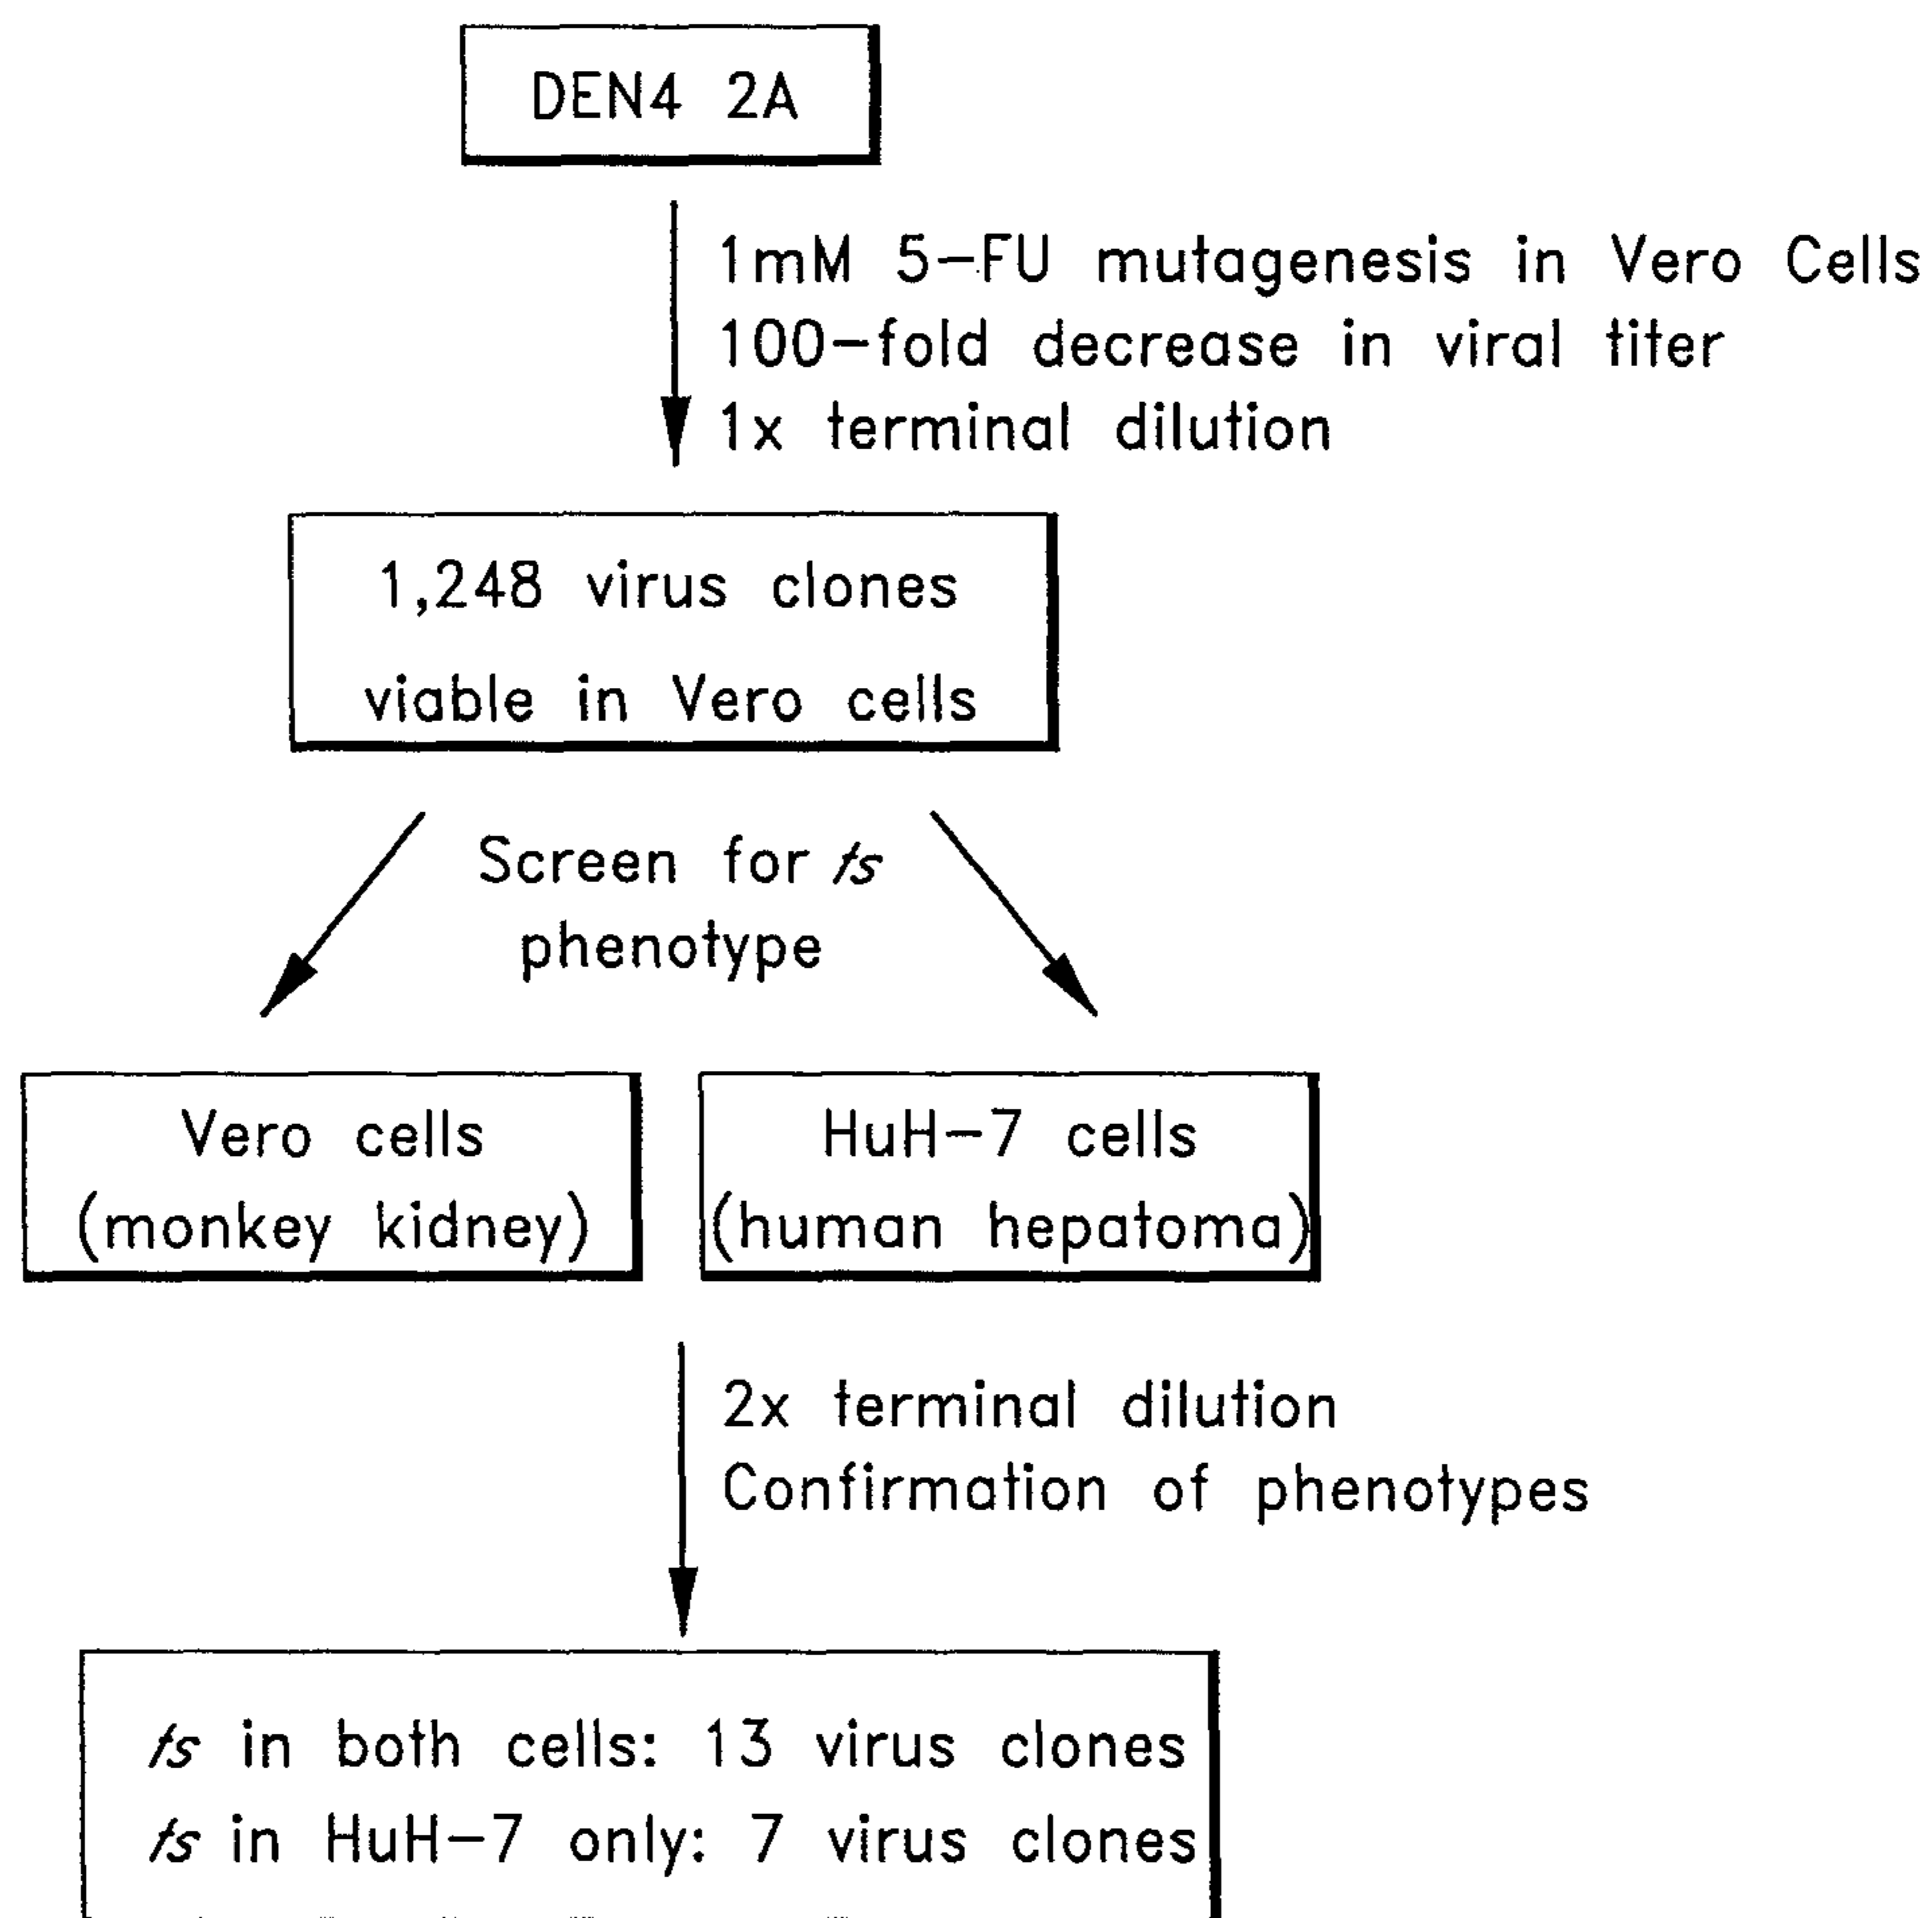 DEN4 2A
1mM 5-FU mutagenesis in Vero Cells
100-fold decrease in viral titer
1x terminal dilution
1,248 virus clones
viable in Vero cells
Screen for ts
phenotype
Vero cells
(monkey kidney)
HuH-7 cells
(human hepatoma)
2x terminal dilution
Confirmation of phenotypes
ts in both cells: 13 virus clones
ts in HuH-7 only: 7 virus clones